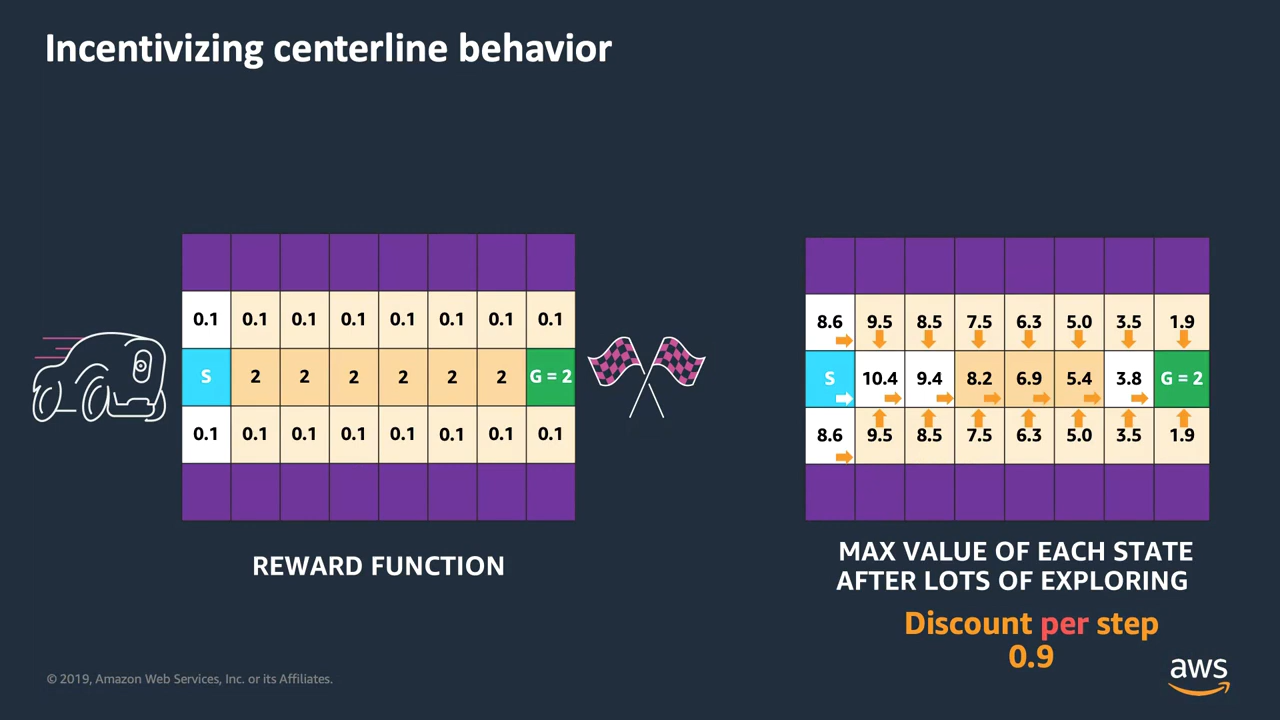 Incentivizing centerline behavior
0.1 0.1 0.1 0.1 0.1 0.1 0.1 0.1
S 2 2 2 2 2 2 G = 2
0.1 0.1 0.1 0.1 0.1 0.1 0.1 0.1
REWARD FUNCTION
8.6 9.5 8.5 7.5 6.3 5.0 3.5 1.9
S 10.4 9.4 8.2 6.9 5.4 3.8 G = 2
8.6 9.5 8.5 7.5 6.3 5.0 3.5 1.9
MAX VALUE OF EACH STATE
AFTER LOTS OF EXPLORING
Discount per step
0.9
© 2019, Amazon Web Services, Inc. or its Affiliates.
aws